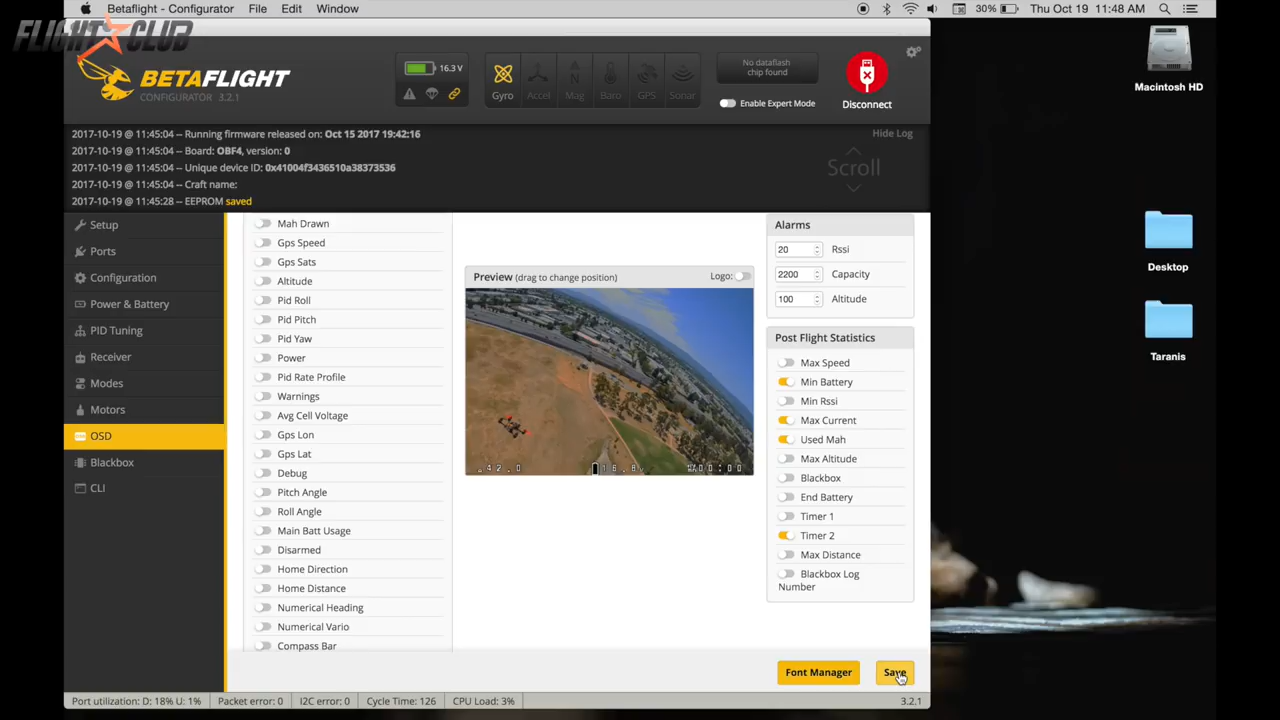 Betaflight - Configurator File Edit Window
30% Thu Oct 19 11:48 AM
FLIGHT CLUB
BETAFLIGHT
CONFIGURATOR 3.2.1
16.3 V
Gyro Accel Mag Baro GPS Sonar
No dataflash
chip found
Enable Expert Mode
Disconnect
2017-10-19 @ 11:45:04 -- Running firmware released on: Oct 15 2017 19:42:16
2017-10-19 @ 11:45:04 -- Board: OBF4, version: 0
2017-10-19 @ 11:45:04 -- Unique device ID: 0x41004f3436510a38373536
2017-10-19 @ 11:45:04 -- Craft name:
2017-10-19 @ 11:45:28 -- EEPROM saved
Hide Log
Scroll
Setup
Ports
Configuration
Power & Battery
PID Tuning
Receiver
Modes
Motors
OSD
Blackbox
CLI
Mah Drawn
Gps Speed
Gps Sats
Altitude
Pid Roll
Pid Pitch
Pid Yaw
Power
Pid Rate Profile
Warnings
Avg Cell Voltage
Gps Lon
Gps Lat
Debug
Pitch Angle
Roll Angle
Main Batt Usage
Disarmed
Home Direction
Home Distance
Numerical Heading
Numerical Vario
Compass Bar
Preview (drag to change position)
Logo:
Alarms
20 Rssi
2200 Capacity
100 Altitude
Post Flight Statistics
Max Speed
Min Battery
Min Rssi
Max Current
Used Mah
Max Altitude
Blackbox
End Battery
Timer 1
Timer 2
Max Distance
Blackbox Log
Number
Font Manager
Save
Port utilization: D: 18% U: 1% Packet error: 0 I2C error: 0 Cycle Time: 126 CPU Load: 3%
3.2.1
Macintosh HD
Desktop
Taranis